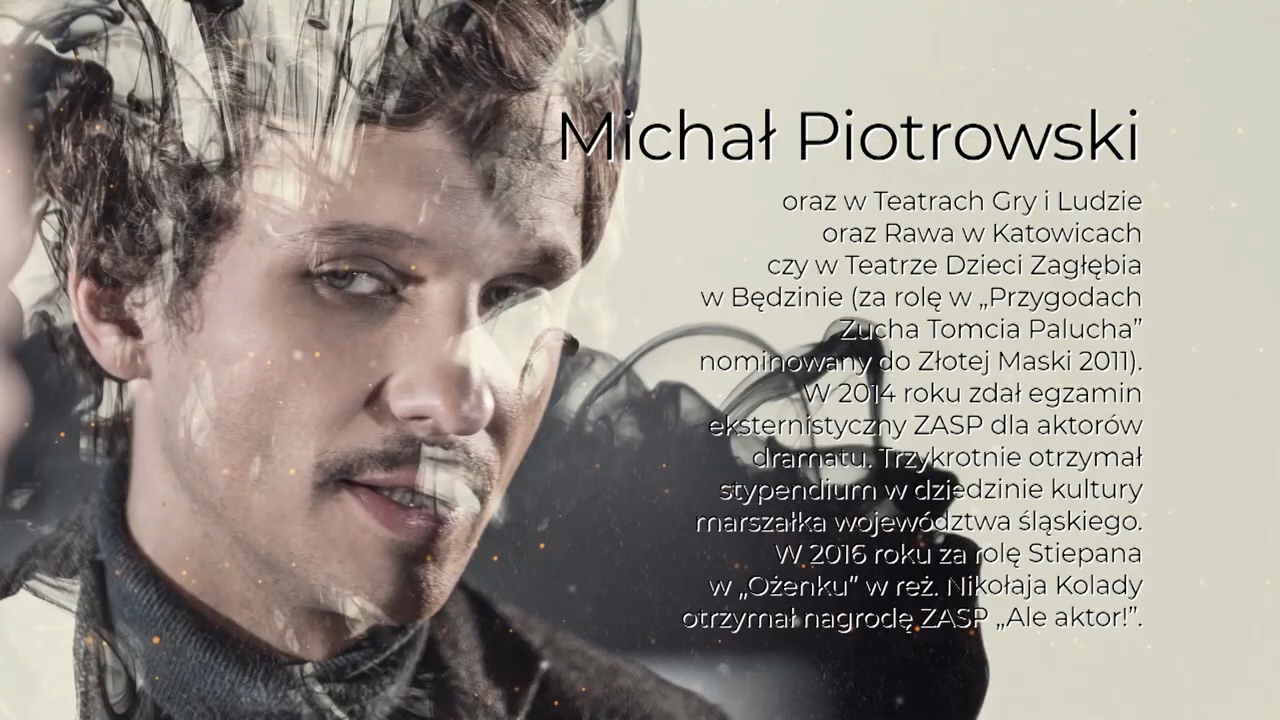 Michał Piotrowski
oraz w Teatrach Gry i Ludzie
oraz Rawa w Katowicach
czy w Teatrze Dzieci Zagłębia
w Będzinie (za rolę w „Przygodach
Zucha Tomcia Palucha”
nominowany do Złotej Maski 2011).
W 2014 roku zdał egzamin
eksternistyczny ZASP dla aktorów
dramatu. Trzykrotnie otrzymał
stypendium w dziedzinie kultury
marszałka województwa śląskiego.
W 2016 roku za rolę Stiepana
w „Ożenku” w reż. Nikołaja Kolady
otrzymał nagrodę ZASP „Ale aktor!”.